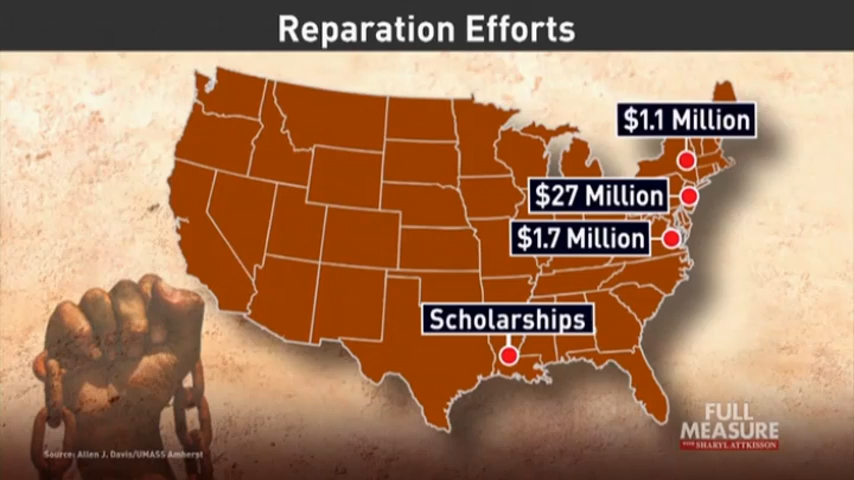 Reparation Efforts
$1.1 Million
$27 Million
$1.7 Million
Scholarships
FULL
MEASURE
WITH SHARYL ATTKISSON
Source: Allen J. Davis/UMASS Amherst